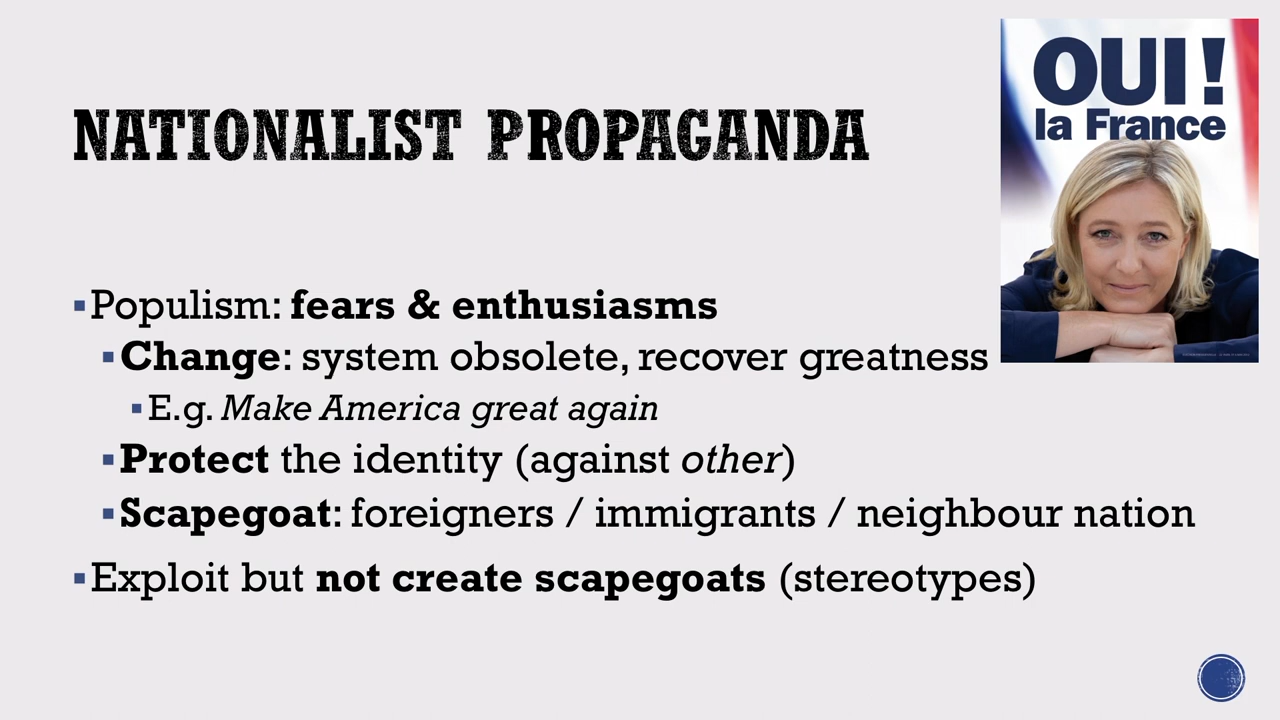 OUI!
la France
NATIONALIST PROPAGANDA
Populism: fears & enthusiasms
Change: system obsolete, recover greatness
E.g. Make America great again
Protect the identity (against other)
Scapegoat: foreigners / immigrants / neighbour nation
Exploit but not create scapegoats (stereotypes)